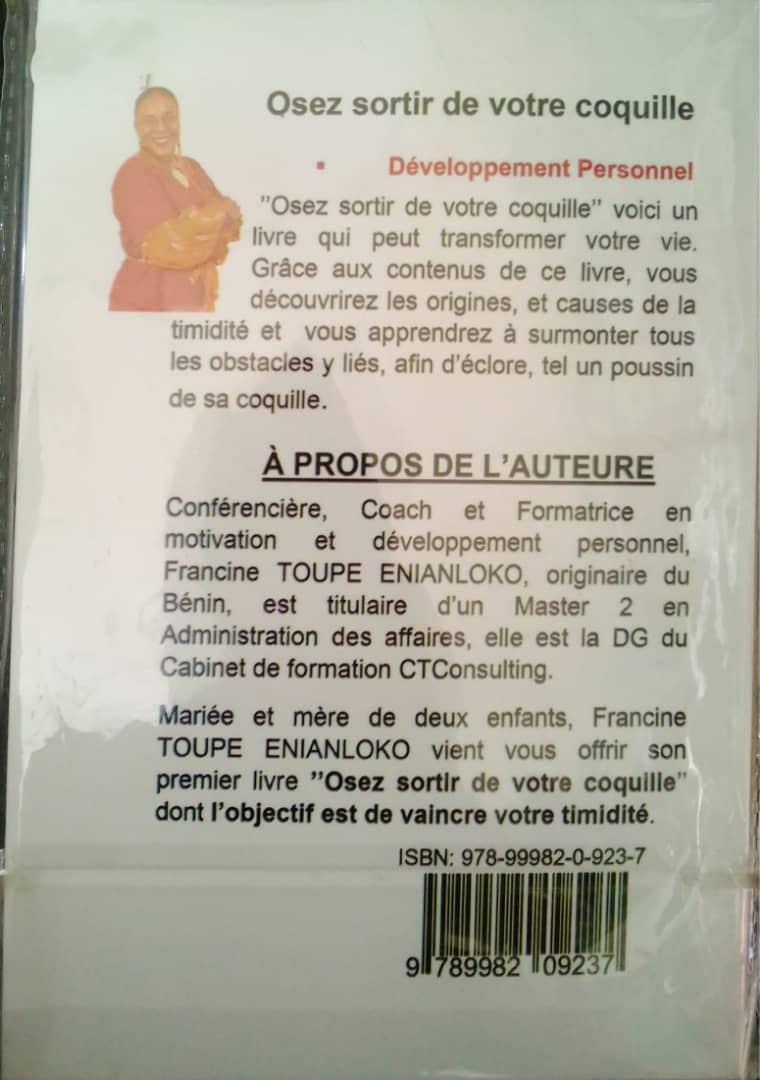 Osez sortir de votre coquille
▪ Développement Personnel
"Osez sortir de votre coquille" voici un
livre qui peut transformer votre vie.
Grâce aux contenus de ce livre, vous
découvrirez les origines, et causes de la
timidité et vous apprendrez à surmonter tous
les obstacles y liés, afin d'éclore, tel un poussin
de sa coquille.
À PROPOS DE L'AUTEURE
Conférencière, Coach et Formatrice en
motivation et développement personnel,
Francine TOUPE ENIANLOKO, originaire du
Bénin, est titulaire d'un Master 2 en
Administration des affaires, elle est la DG du
Cabinet de formation CTConsulting.
Mariée et mère de deux enfants, Francine
TOUPE ENIANLOKO vient vous offrir son
premier livre "Osez sortir de votre coquille"
dont l'objectif est de vaincre votre timidité.
ISBN: 978-99982-0-923-7
9 789982 09237